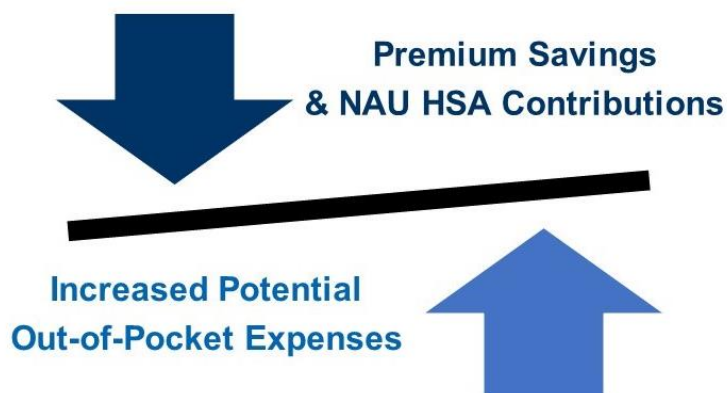 Premium Savings
& NAU HSA Contributions
Increased Potential
Out-of-Pocket Expenses